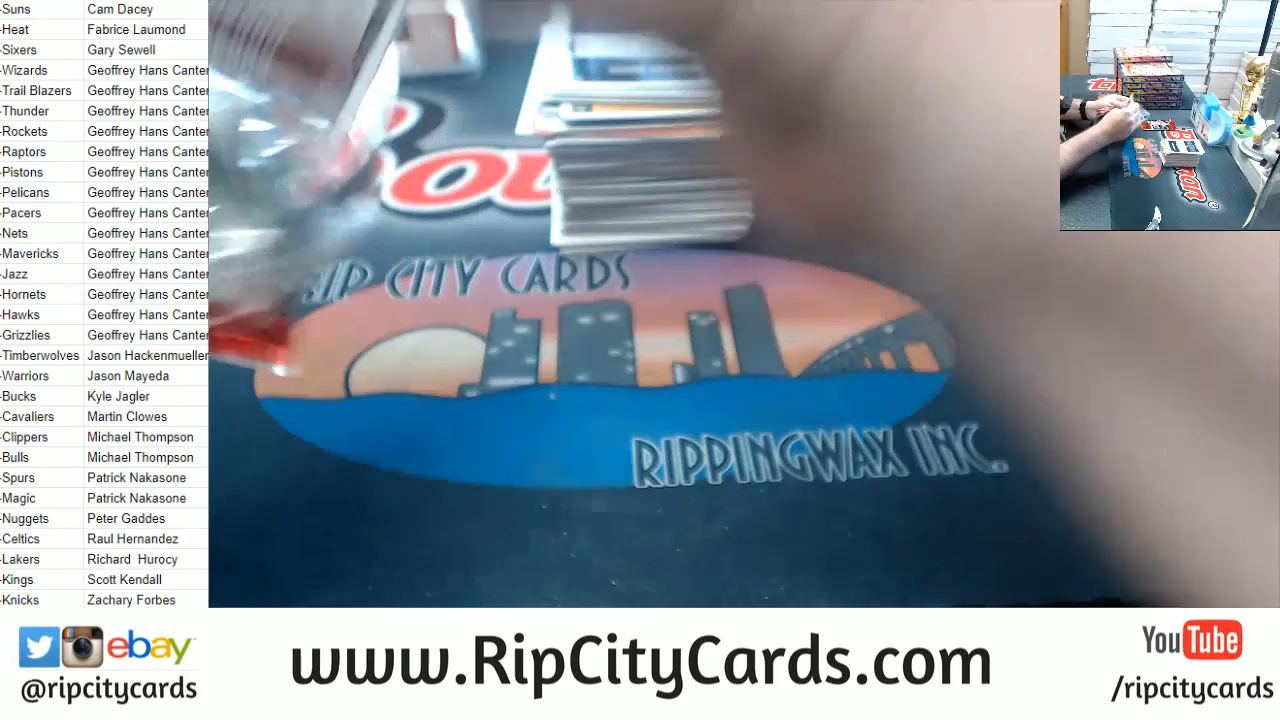 -Suns Cam Dacey
-Heat Fabrice Laumond
-Sixers Gary Sewell
-Wizards Geoffrey Hans Canter
-Trail Blazers Geoffrey Hans Canter
-Thunder Geoffrey Hans Canter
-Rockets Geoffrey Hans Canter
-Raptors Geoffrey Hans Canter
-Pistons Geoffrey Hans Canter
-Pelicans Geoffrey Hans Canter
-Pacers Geoffrey Hans Canter
-Nets Geoffrey Hans Canter
-Mavericks Geoffrey Hans Canter
-Jazz Geoffrey Hans Canter
-Hornets Geoffrey Hans Canter
-Hawks Geoffrey Hans Canter
-Grizzlies Geoffrey Hans Canter
-Timberwolves Jason Hackenmueller
-Warriors Jason Mayeda
-Bucks Kyle Jagler
-Cavaliers Martin Clowes
-Clippers Michael Thompson
-Bulls Michael Thompson
-Spurs Patrick Nakasone
-Magic Patrick Nakasone
-Nuggets Peter Gaddes
-Celtics Raul Hernandez
-Lakers Richard Hurocy
-Kings Scott Kendall
-Knicks Zachary Forbes
RIP CITY CARDS
RIPPINGWAX INC.
ebay
@ripcitycards
www.RipCityCards.com
YouTube
/ripcitycards